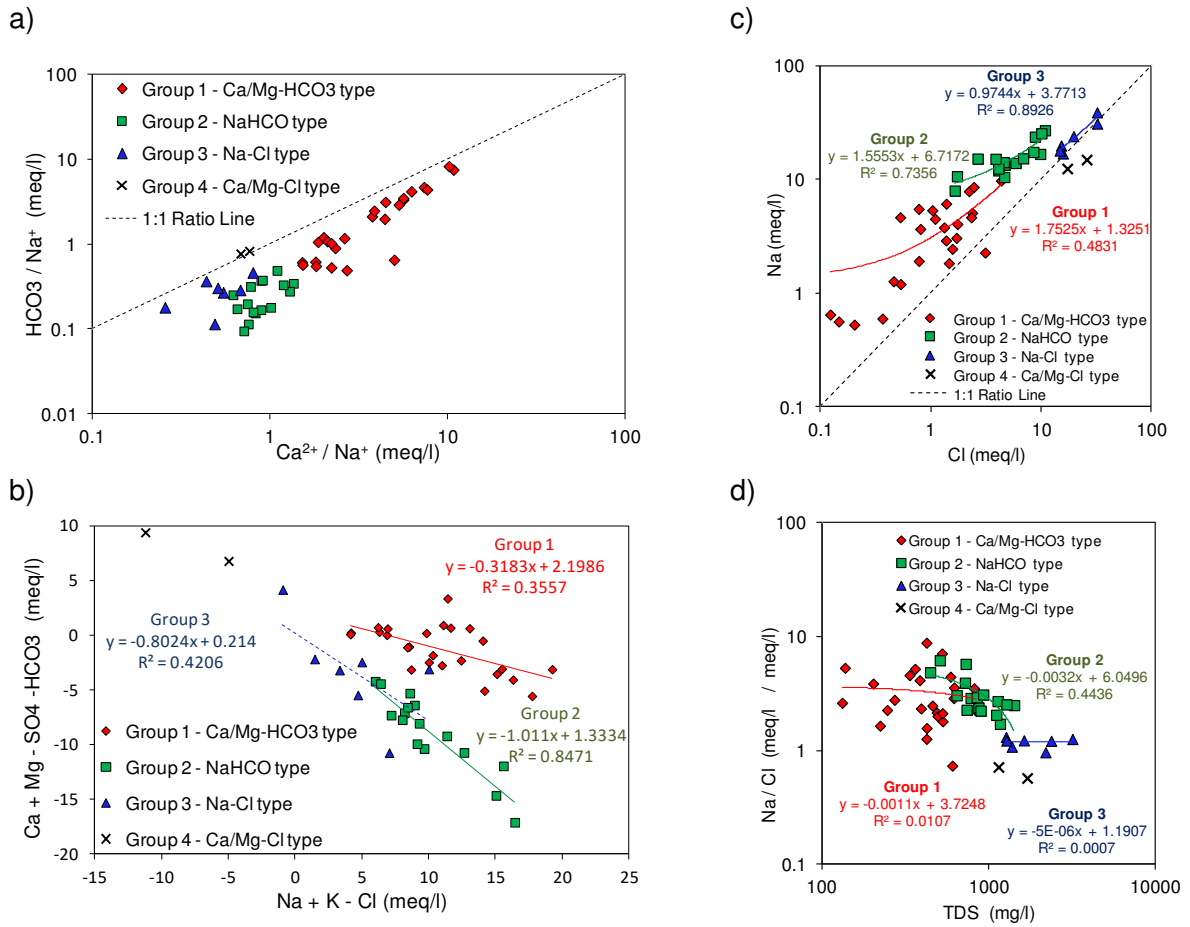 a)
HCO3 / Na⁺ (meq/l)
100
10
1
0.1
0.01
Group 1 - Ca/Mg-HCO3 type
Group 2 - NaHCO type
Group 3 - Na-Cl type
Group 4 - Ca/Mg-Cl type
1:1 Ratio Line
0.1 1 10 100
Ca²⁺ / Na⁺ (meq/l)
b)
Ca + Mg - SO4 -HCO3 (meq/l)
10
5
0
-5
-10
-15
-20
Group 1
y = -0.3183x + 2.1986
R² = 0.3557
Group 3
y = -0.8024x + 0.214
R² = 0.4206
Group 2
y = -1.011x + 1.3334
R² = 0.8471
Group 1 - Ca/Mg-HCO3 type
Group 2 - NaHCO type
Group 3 - Na-Cl type
Group 4 - Ca/Mg-Cl type
-15 -10 -5 0 5 10 15 20 25
Na + K - Cl (meq/l)
c)
Na (meq/l)
100
10
1
0.1
Group 3
y = 0.9744x + 3.7713
R² = 0.8926
Group 2
y = 1.5553x + 6.7172
R² = 0.7356
Group 1
y = 1.7525x + 1.3251
R² = 0.4831
Group 1 - Ca/Mg-HCO3 type
Group 2 - NaHCO type
Group 3 - Na-Cl type
Group 4 - Ca/Mg-Cl type
1:1 Ratio Line
0.1 1 10 100
Cl (meq/l)
d)
Na / Cl (meq/l / meq/l)
100
10
1
0.1
Group 1 - Ca/Mg-HCO3 type
Group 2 - NaHCO type
Group 3 - Na-Cl type
Group 4 - Ca/Mg-Cl type
Group 2
y = -0.0032x + 6.0496
R² = 0.4436
Group 1
y = -0.0011x + 3.7248
R² = 0.0107
Group 3
y = -5E-06x + 1.1907
R² = 0.0007
100 1000 10000
TDS (mg/l)